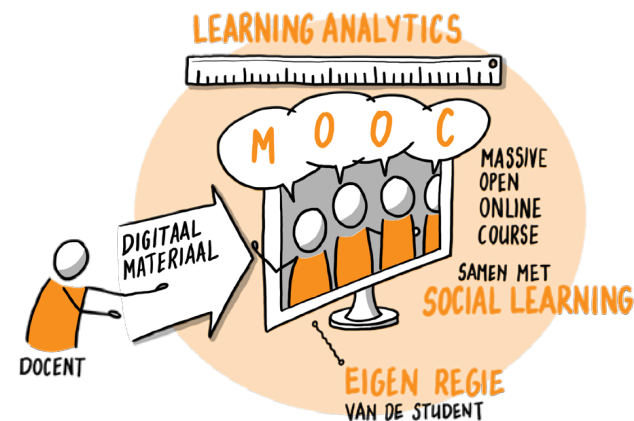 LEARNING ANALYTICS
M O O C
MASSIVE
OPEN
ONLINE
COURSE
DIGITAAL
MATERIAAL
SAMEN MET
SOCIAL LEARNING
DOCENT
EIGEN REGIE
VAN DE STUDENT